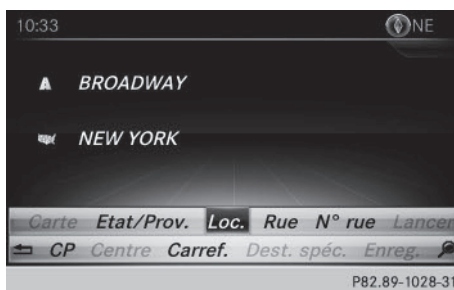 10:33 NE
A BROADWAY
NEW YORK
Carte Etat/Prov. Loc. Rue N° rue Lancer
CP Centre Carref. Dest. spéc. Enreg.
P82.89-1028-31